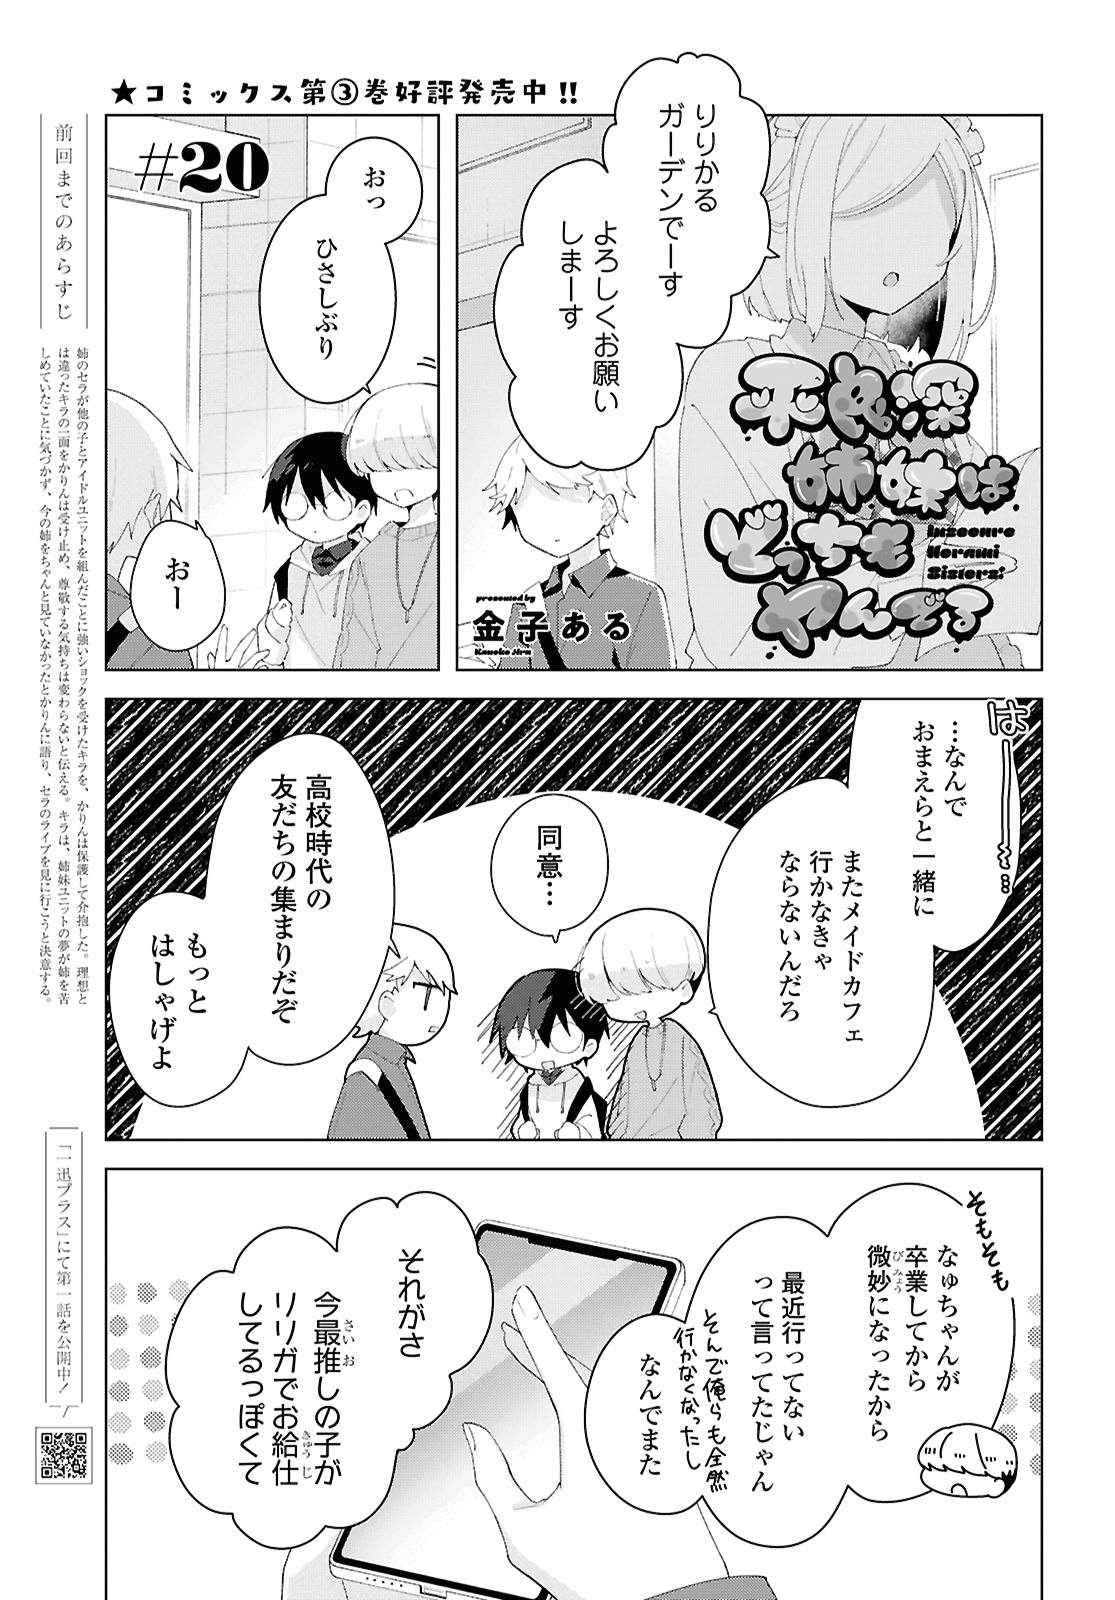 ★コミックス第③巻好評発売中!!
りりかる
ガーデンでーす
よろしくお願い
しまーす
不良深
姉妹は
どっちも
やんでる
Insecure
Norami
Sisters!
presented by
金子ある
Kaneko Aru
#20
おっ
ひさしぶり
おー
前回までのあらすじ
姉のセラが他の子とアイドルユニットを組んだことに強いショックを受けたキラを、かりんは保護して介抱した。理想と
は違ったキラの一面をかりんは受け止め、尊敬する気持ちは変わらないと伝える。キラは、姉妹ユニットの夢が姉を苦
しめていたことに気づかず、今の姉をちゃんと見ていなかったとかりんに語り、セラのライブを見に行こうと決意する。
はーーー…
…なんで
おまえらと一緒に
またメイドカフェ
行かなきゃ
ならないんだろ
同意…
高校時代の
友だちの集まりだぞ
もっと
はしゃげよ
そもそも
なゅちゃんが
卒業してから
微妙になったから
びみょう
最近行ってない
って言ってたじゃん
そんで俺らも全然
行かなくなったし
なんでまた
それがさ
今最推しの子が
さいお
リリガでお給仕
きゅうじ
してるっぽくて
「一迅プラス」にて第一話を公開中!